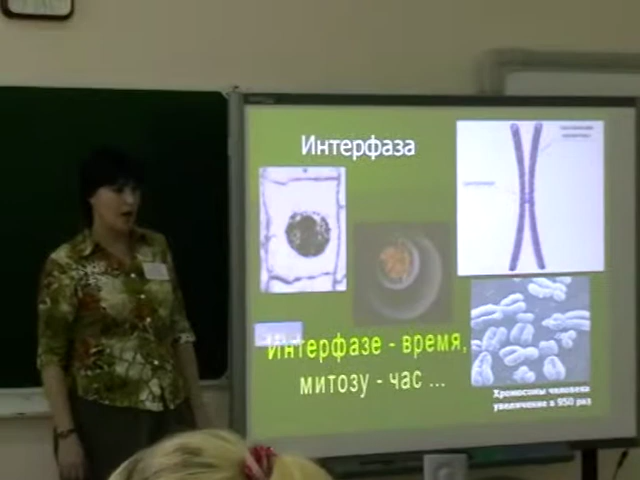 Интерфаза
Интерфазе - время,
митозу - час ...
Хромосомы человека
увеличение в 950 раз